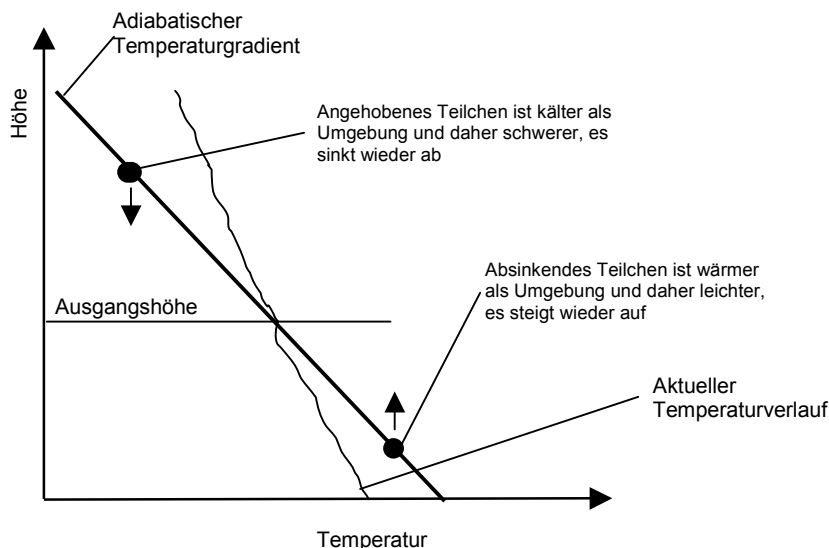 Adiabatischer
Temperaturgradient
Höhe
Angehobenes Teilchen ist kälter als
Umgebung und daher schwerer, es
sinkt wieder ab
Absinkendes Teilchen ist wärmer
als Umgebung und daher leichter,
es steigt wieder auf
Ausgangshöhe
Aktueller
Temperaturverlauf
Temperatur